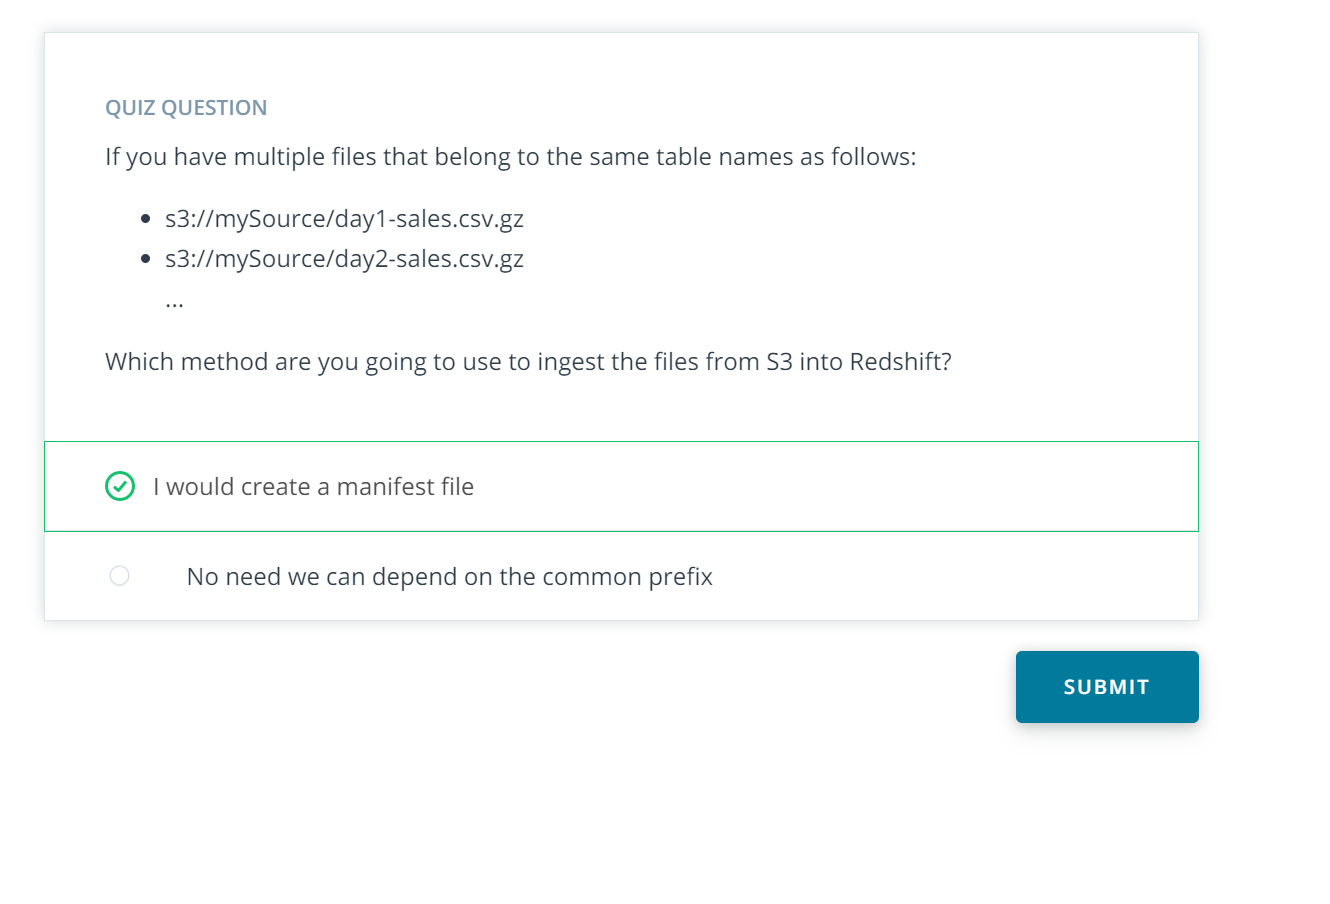 QUIZ QUESTION
If you have multiple files that belong to the same table names as follows:
• s3://mySource/day1-sales.csv.gz
• s3://mySource/day2-sales.csv.gz
...
Which method are you going to use to ingest the files from S3 into Redshift?
I would create a manifest file
No need we can depend on the common prefix
SUBMIT